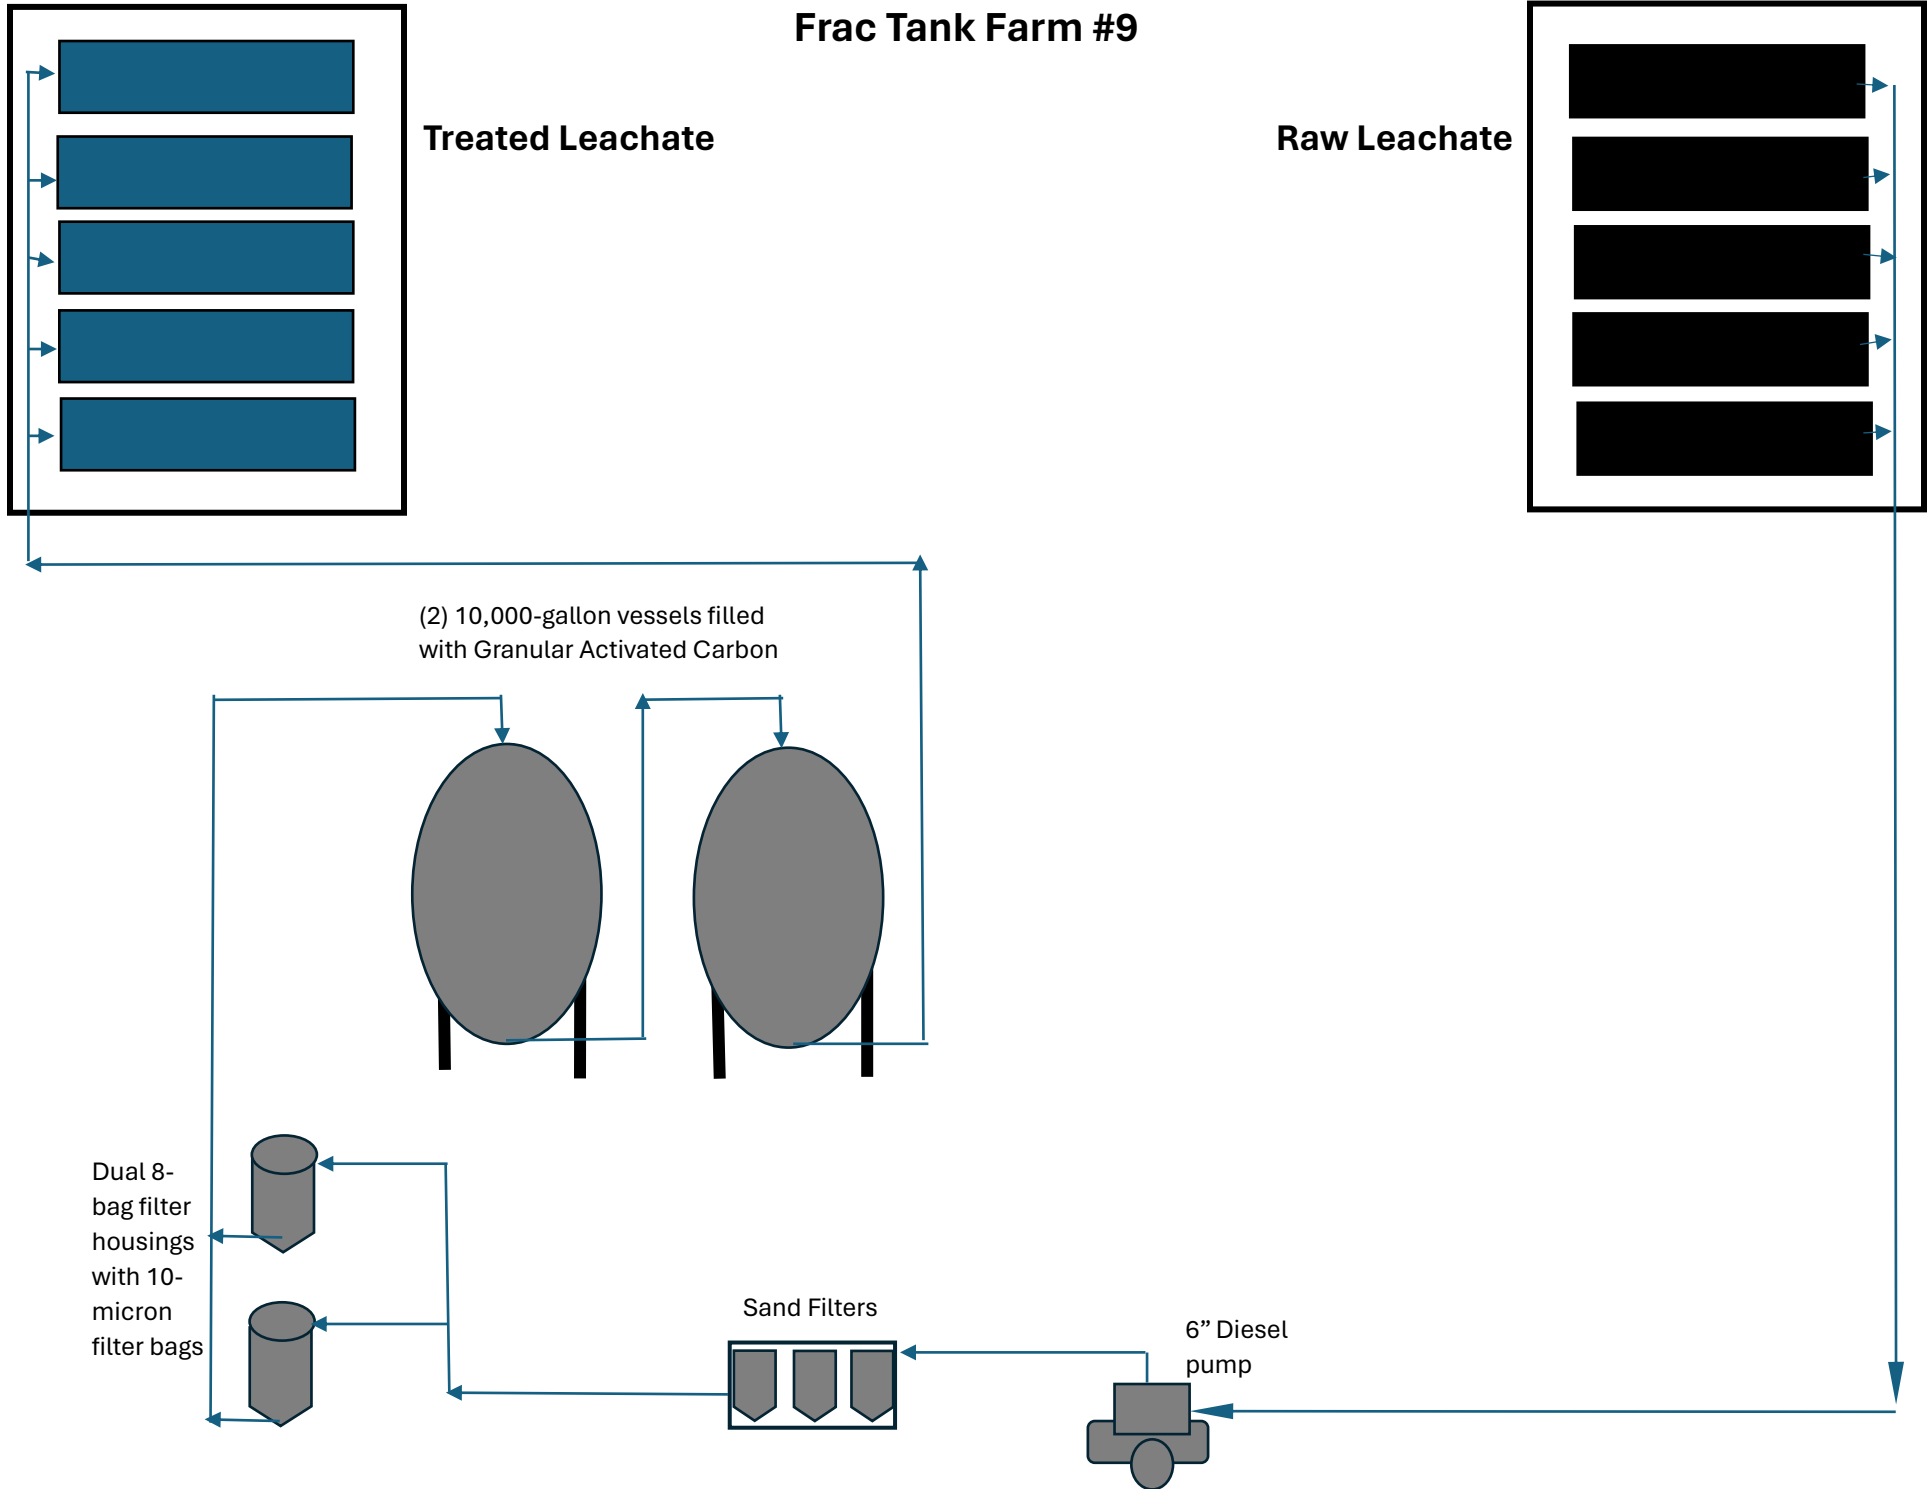 Frac Tank Farm #9
Treated Leachate
Raw Leachate
(2) 10,000-gallon vessels filled
with Granular Activated Carbon
Dual 8-
bag filter
housings
with 10-
micron
filter bags
Sand Filters
6” Diesel
pump